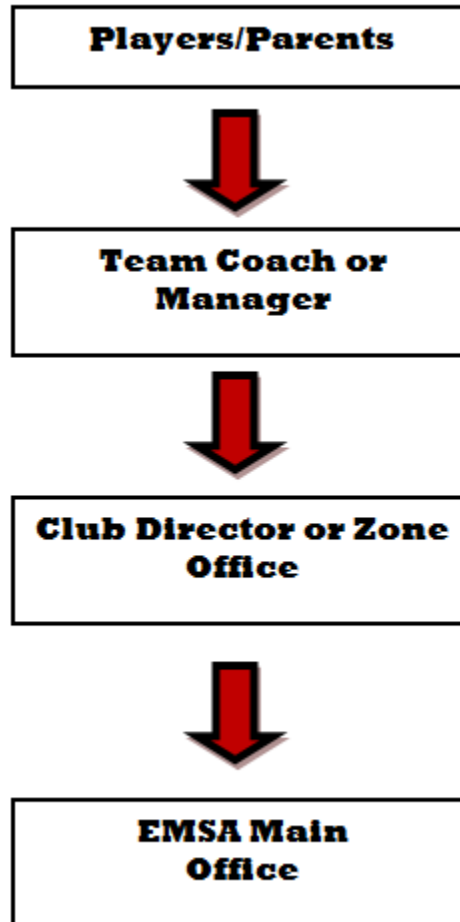 Players/Parents
Team Coach or
Manager
Club Director or Zone
Office
EMSA Main
Office